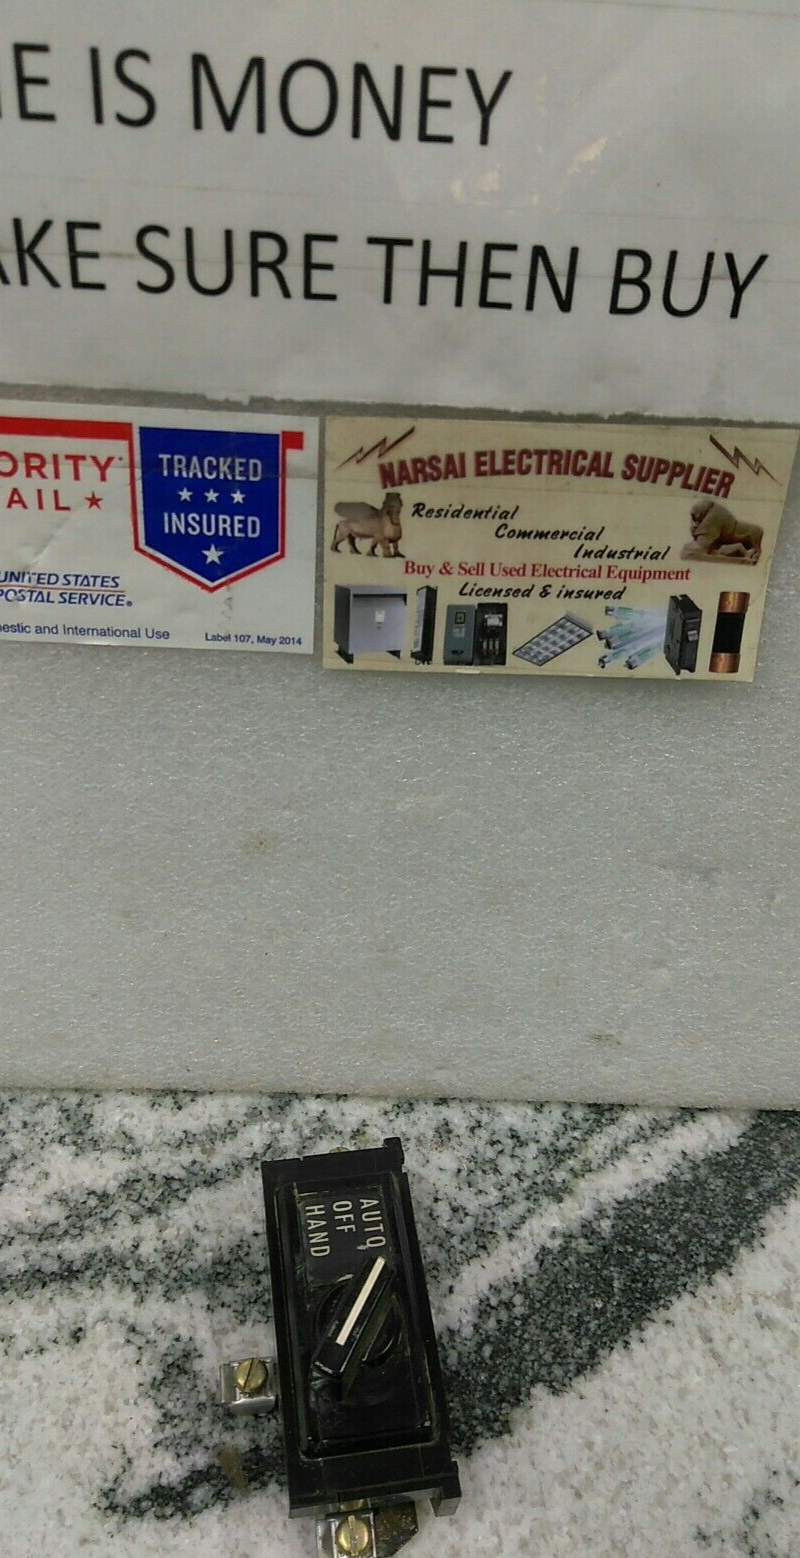 E IS MONEY
AKE SURE THEN BUY
ORITY
AIL
TRACKED
INSURED
UNITED STATES
POSTAL SERVICE®
estic and International Use
Label 107, May 2014
NARSAI ELECTRICAL SUPPLIER
Residential
Commercial
Industrial
Buy & Sell Used Electrical Equipment
Licensed & insured
AUTO
OFF
HAND